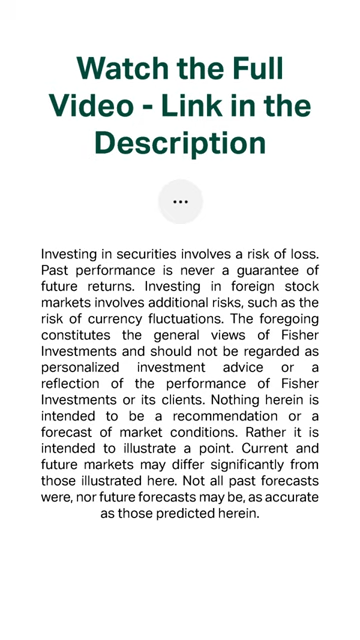 Watch the Full
Video - Link in the
Description
...
Investing in securities involves a risk of loss.
Past performance is never a guarantee of
future returns. Investing in foreign stock
markets involves additional risks, such as the
risk of currency fluctuations. The foregoing
constitutes the general views of Fisher
Investments and should not be regarded as
personalized investment advice or a
reflection of the performance of Fisher
Investments or its clients. Nothing herein is
intended to be a recommendation or a
forecast of market conditions. Rather it is
intended to illustrate a point. Current and
future markets may differ significantly from
those illustrated here. Not all past forecasts
were, nor future forecasts may be, as accurate
as those predicted herein.